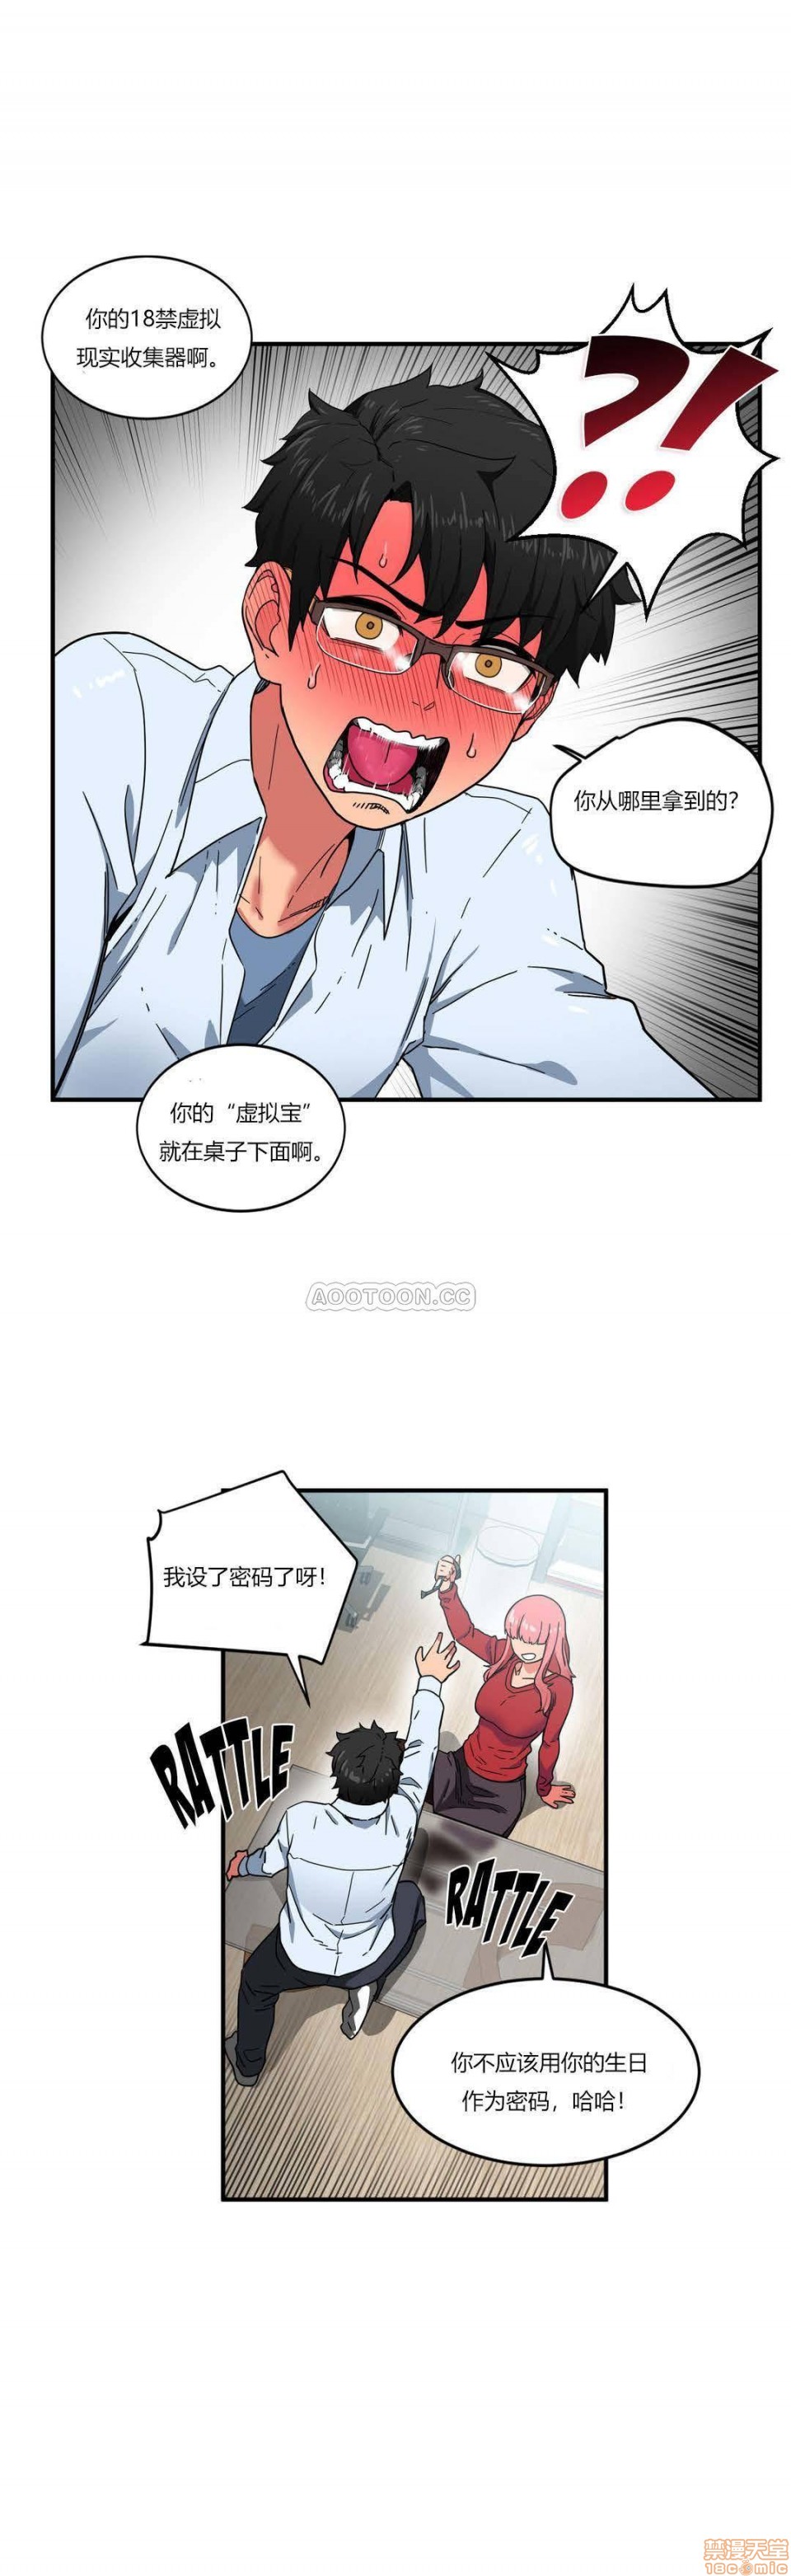 你的18禁虚拟
现实收集器啊。
?!
你从哪里拿到的?
你的“虚拟宝”
就在桌子下面啊。
AOOTOON.CC
我设了密码了呀!
RATTLE
RATTLE
你不应该用你的生日
作为密码，哈哈!
禁漫天堂
18comic